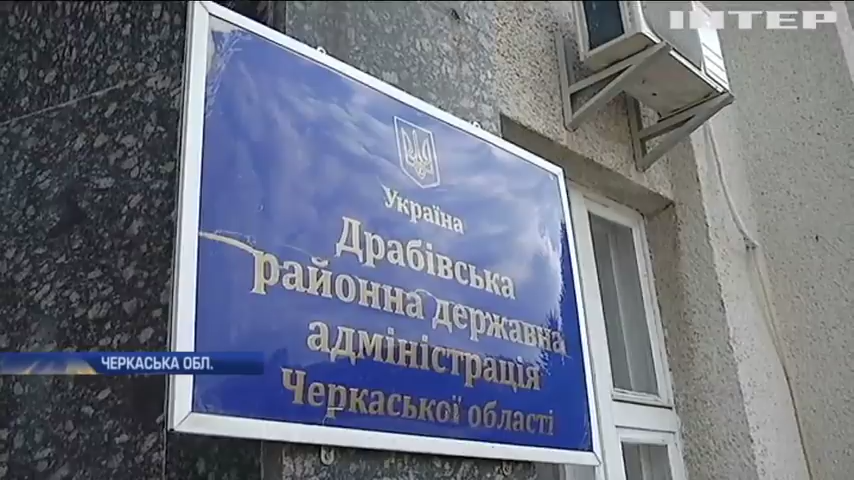 ІНТЕР
Україна
Драбівська
районна державна
адміністрація
Черкаської області
ЧЕРКАСЬКА ОБЛ.